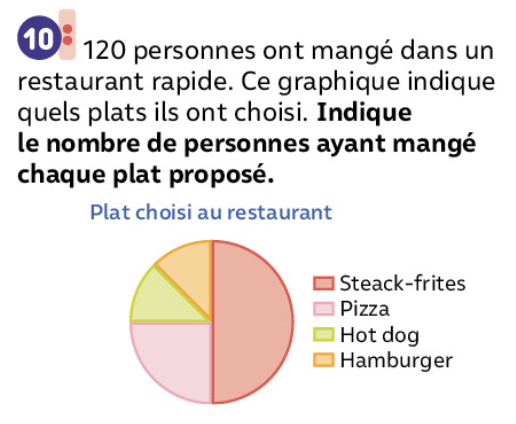 10
120 personnes ont mangé dans un
restaurant rapide. Ce graphique indique
quels plats ils ont choisi. Indique
le nombre de personnes ayant mangé
chaque plat proposé.
Plat choisi au restaurant
Steack-frites
Pizza
Hot dog
Hamburger